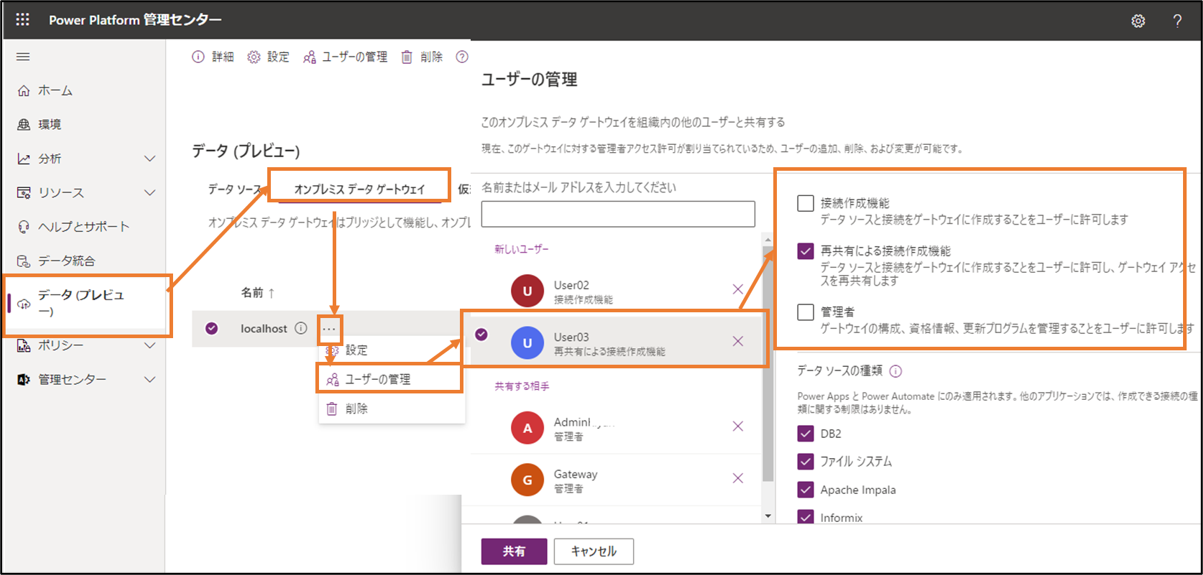 Power Platform 管理センター
?
ホーム
環境
分析
リソース
ヘルプとサポート
データ統合
データ (プレビュ
ー)
ポリシー
管理センター
詳細 設定 ユーザーの管理 削除
データ (プレビュー)
データ ソース オンプレミス データ ゲートウェイ
オンプレミス データ ゲートウェイはブリッジとして機能し、オンプレ
名前 ↑
localhost ...
設定
ユーザーの管理
削除
ユーザーの管理
このオンプレミス データ ゲートウェイを組織内の他のユーザーと共有する
現在、このゲートウェイに対する管理者アクセス許可が割り当てられているため、ユーザーの追加、削除、および変更が可能です。
名前またはメール アドレスを入力してください
新しいユーザー
U
User02
接続作成機能
U
User03
再共有による接続作成機能
共有する相手
A
管理者
G
Gateway
管理者
接続作成機能
データ ソースと接続をゲートウェイに作成することをユーザーに許可します
再共有による接続作成機能
データ ソースと接続をゲートウェイに作成することをユーザーに許可し、ゲートウェイ アクセ
スを再共有します
管理者
ゲートウェイの構成、資格情報、更新プログラムを管理することをユーザーに許可します
データ ソースの種類
Power Apps と Power Automate にのみ適用されます。他のアプリケーションでは、作成できる接続の種
類に関する制限はありません。
DB2
ファイル システム
Apache Impala
Informix
共有 キャンセル